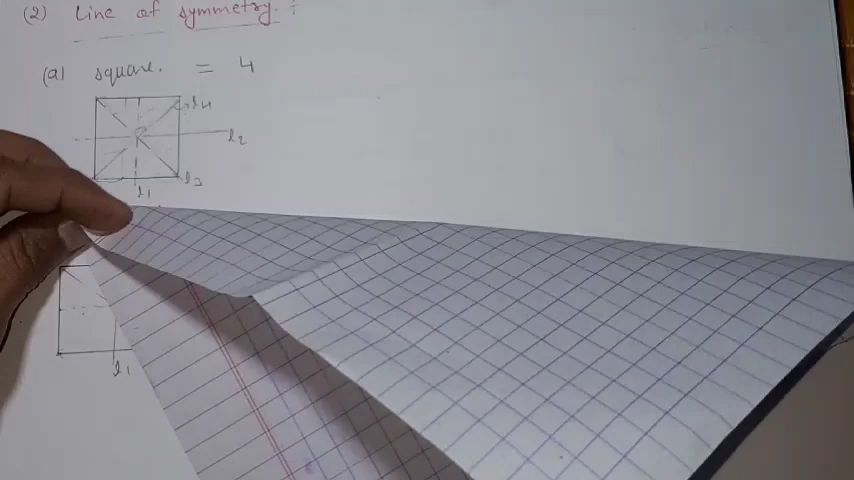 (2) Line of symmetry :
(a) square. = 4
l4
l2
l3
l1
l1